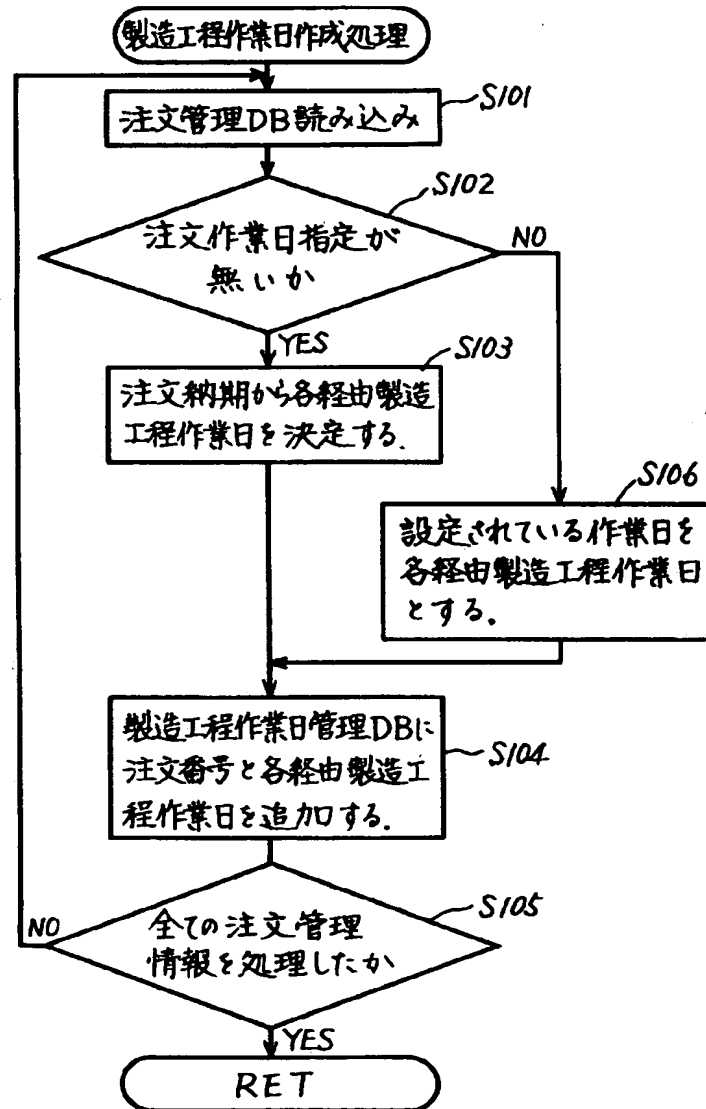 製造工程作業日作成処理
注文管理DB読み込み
S101
S102
注文作業日指定が
無いか
NO
YES
S103
注文納期から各経由製造
工程作業日を決定する.
S106
設定されている作業日を
各経由製造工程作業日
とする.
製造工程作業日管理DBに
注文番号と各経由製造工
程作業日を追加する.
S104
S105
全ての注文管理
情報を処理したか
NO
YES
RET